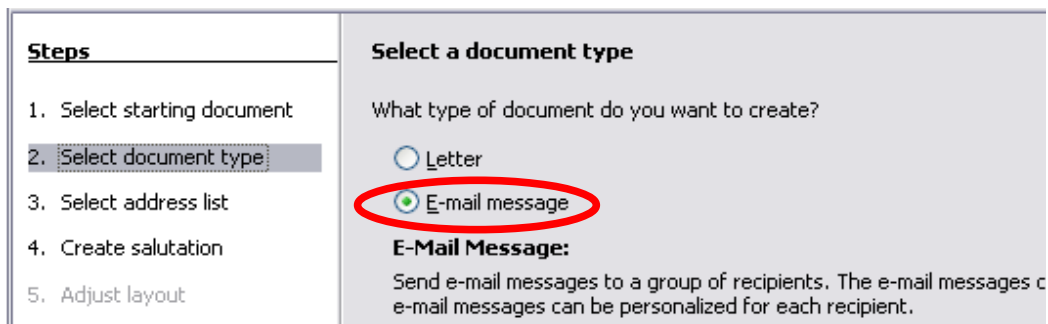 Steps
1. Select starting document
2. Select document type
3. Select address list
4. Create salutation
5. Adjust layout
Select a document type
What type of document do you want to create?
Letter
E-mail message
E-Mail Message:
Send e-mail messages to a group of recipients. The e-mail messages c
e-mail messages can be personalized for each recipient.